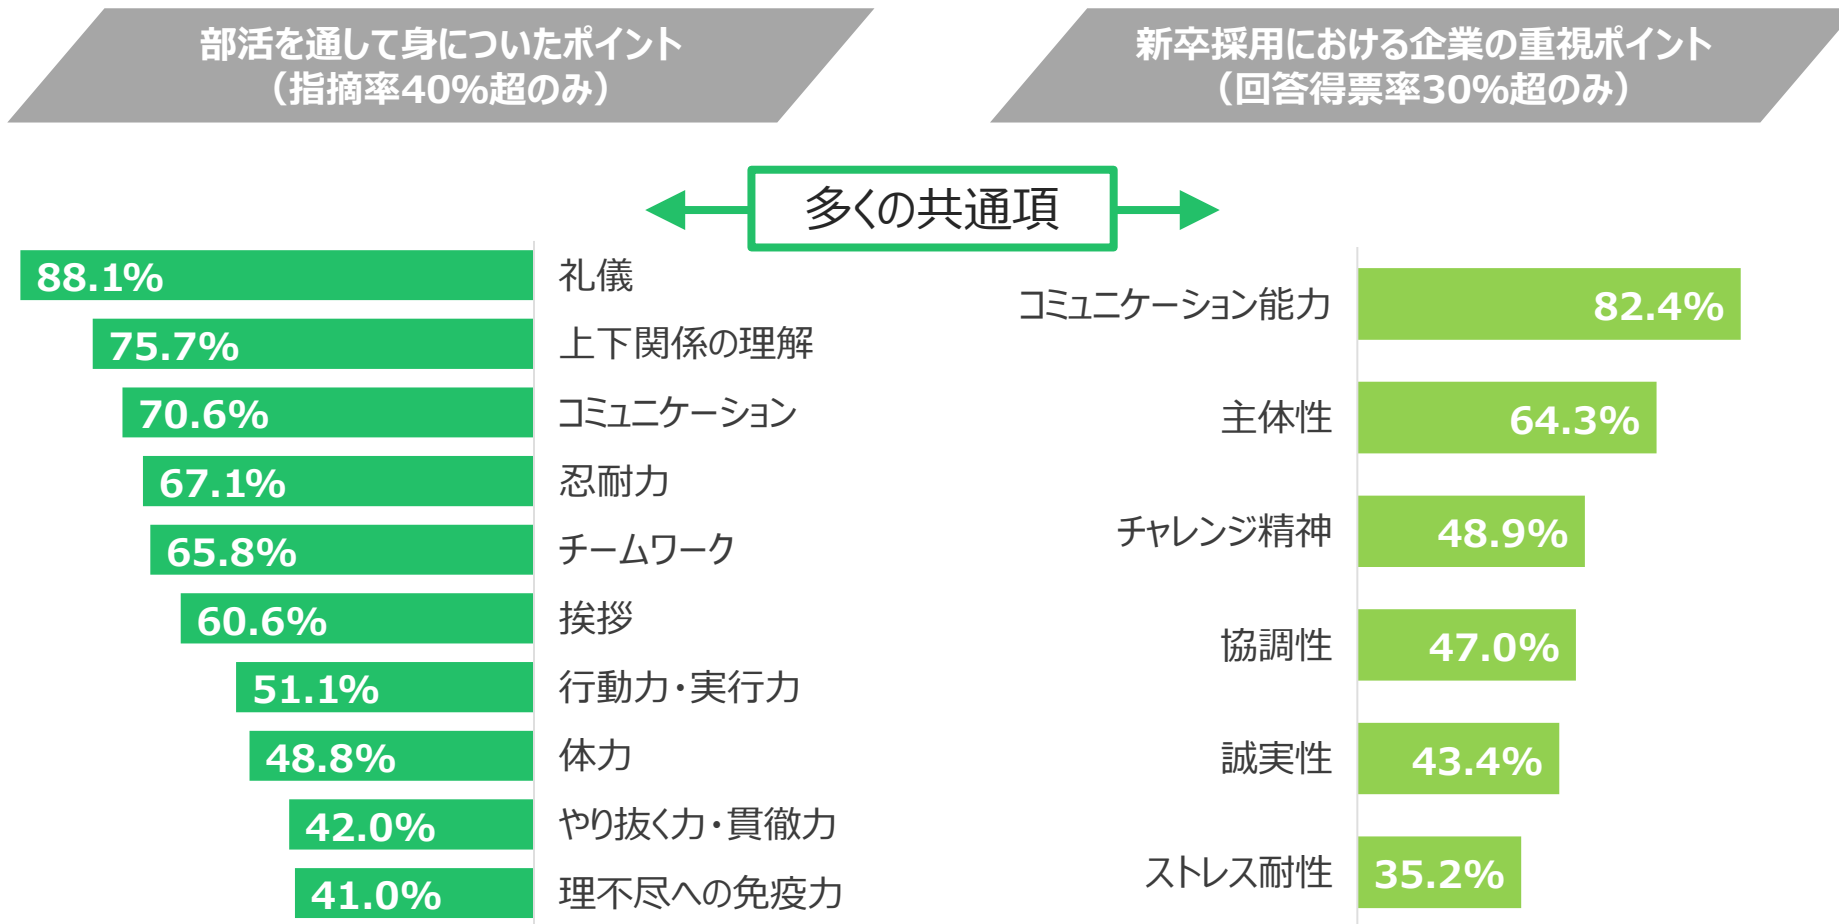 部活を通して身についたポイント
（指摘率40%超のみ）
新卒採用における企業の重視ポイント
（回答得票率30%超のみ）
多くの共通項
88.1% 礼儀
75.7% 上下関係の理解
70.6% コミュニケーション
67.1% 忍耐力
65.8% チームワーク
60.6% 挨拶
51.1% 行動力・実行力
48.8% 体力
42.0% やり抜く力・貫徹力
41.0% 理不尽への免疫力
コミュニケーション能力 82.4%
主体性 64.3%
チャレンジ精神 48.9%
協調性 47.0%
誠実性 43.4%
ストレス耐性 35.2%